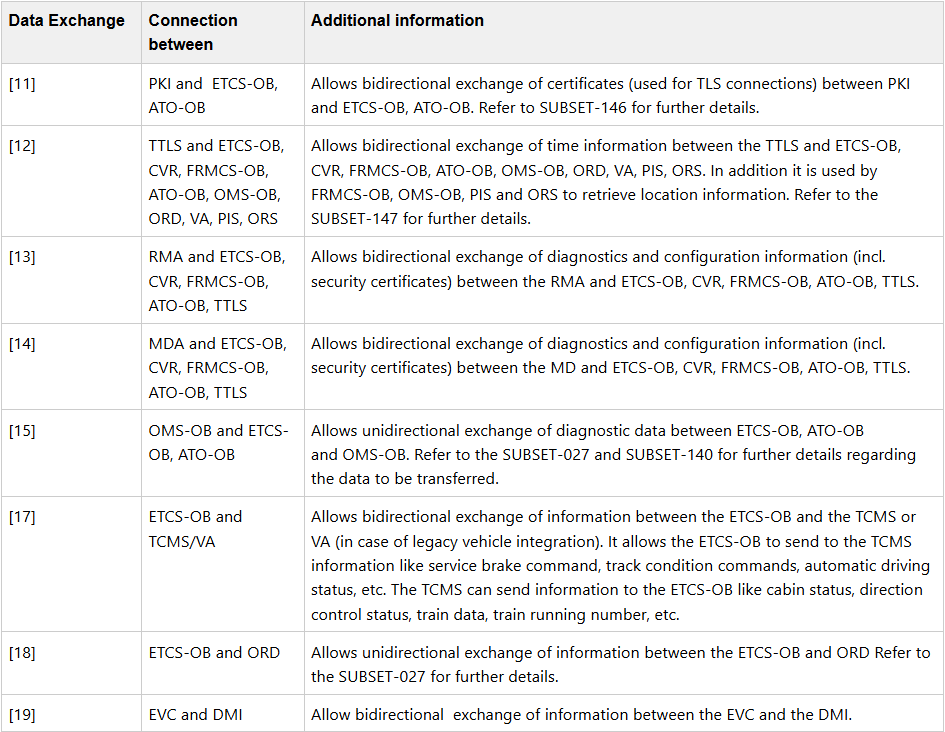 Data Exchange
Connection
between
Additional information
[11]
PKI and  ETCS-OB,
ATO-OB
Allows bidirectional exchange of certificates (used for TLS connections) between PKI
and ETCS-OB, ATO-OB. Refer to SUBSET-146 for further details.
[12]
TTLS and ETCS-OB,
CVR, FRMCS-OB,
ATO-OB, OMS-OB,
ORD, VA, PIS, ORS
Allows bidirectional exchange of time information between the TTLS and ETCS-OB,
CVR, FRMCS-OB, ATO-OB, OMS-OB, ORD, VA, PIS, ORS. In addition it is used by
FRMCS-OB, OMS-OB, PIS and ORS to retrieve location information. Refer to the
SUBSET-147 for further details.
[13]
RMA and ETCS-OB,
CVR, FRMCS-OB,
ATO-OB, TTLS
Allows bidirectional exchange of diagnostics and configuration information (incl.
security certificates) between the RMA and ETCS-OB, CVR, FRMCS-OB, ATO-OB, TTLS.
[14]
MDA and ETCS-OB,
CVR, FRMCS-OB,
ATO-OB, TTLS
Allows bidirectional exchange of diagnostics and configuration information (incl.
security certificates) between the MD and ETCS-OB, CVR, FRMCS-OB, ATO-OB, TTLS.
[15]
OMS-OB and ETCS-
OB, ATO-OB
Allows unidirectional exchange of diagnostic data between ETCS-OB, ATO-OB
and OMS-OB. Refer to the SUBSET-027 and SUBSET-140 for further details regarding
the data to be transferred.
[17]
ETCS-OB and
TCMS/VA
Allows bidirectional exchange of information between the ETCS-OB and the TCMS or
VA (in case of legacy vehicle integration). It allows the ETCS-OB to send to the TCMS
information like service brake command, track condition commands, automatic driving
status, etc. The TCMS can send information to the ETCS-OB like cabin status, direction
control status, train data, train running number, etc.
[18]
ETCS-OB and ORD
Allows unidirectional exchange of information between the ETCS-OB and ORD Refer to
the SUBSET-027 for further details.
[19]
EVC and DMI
Allow bidirectional  exchange of information between the EVC and the DMI.